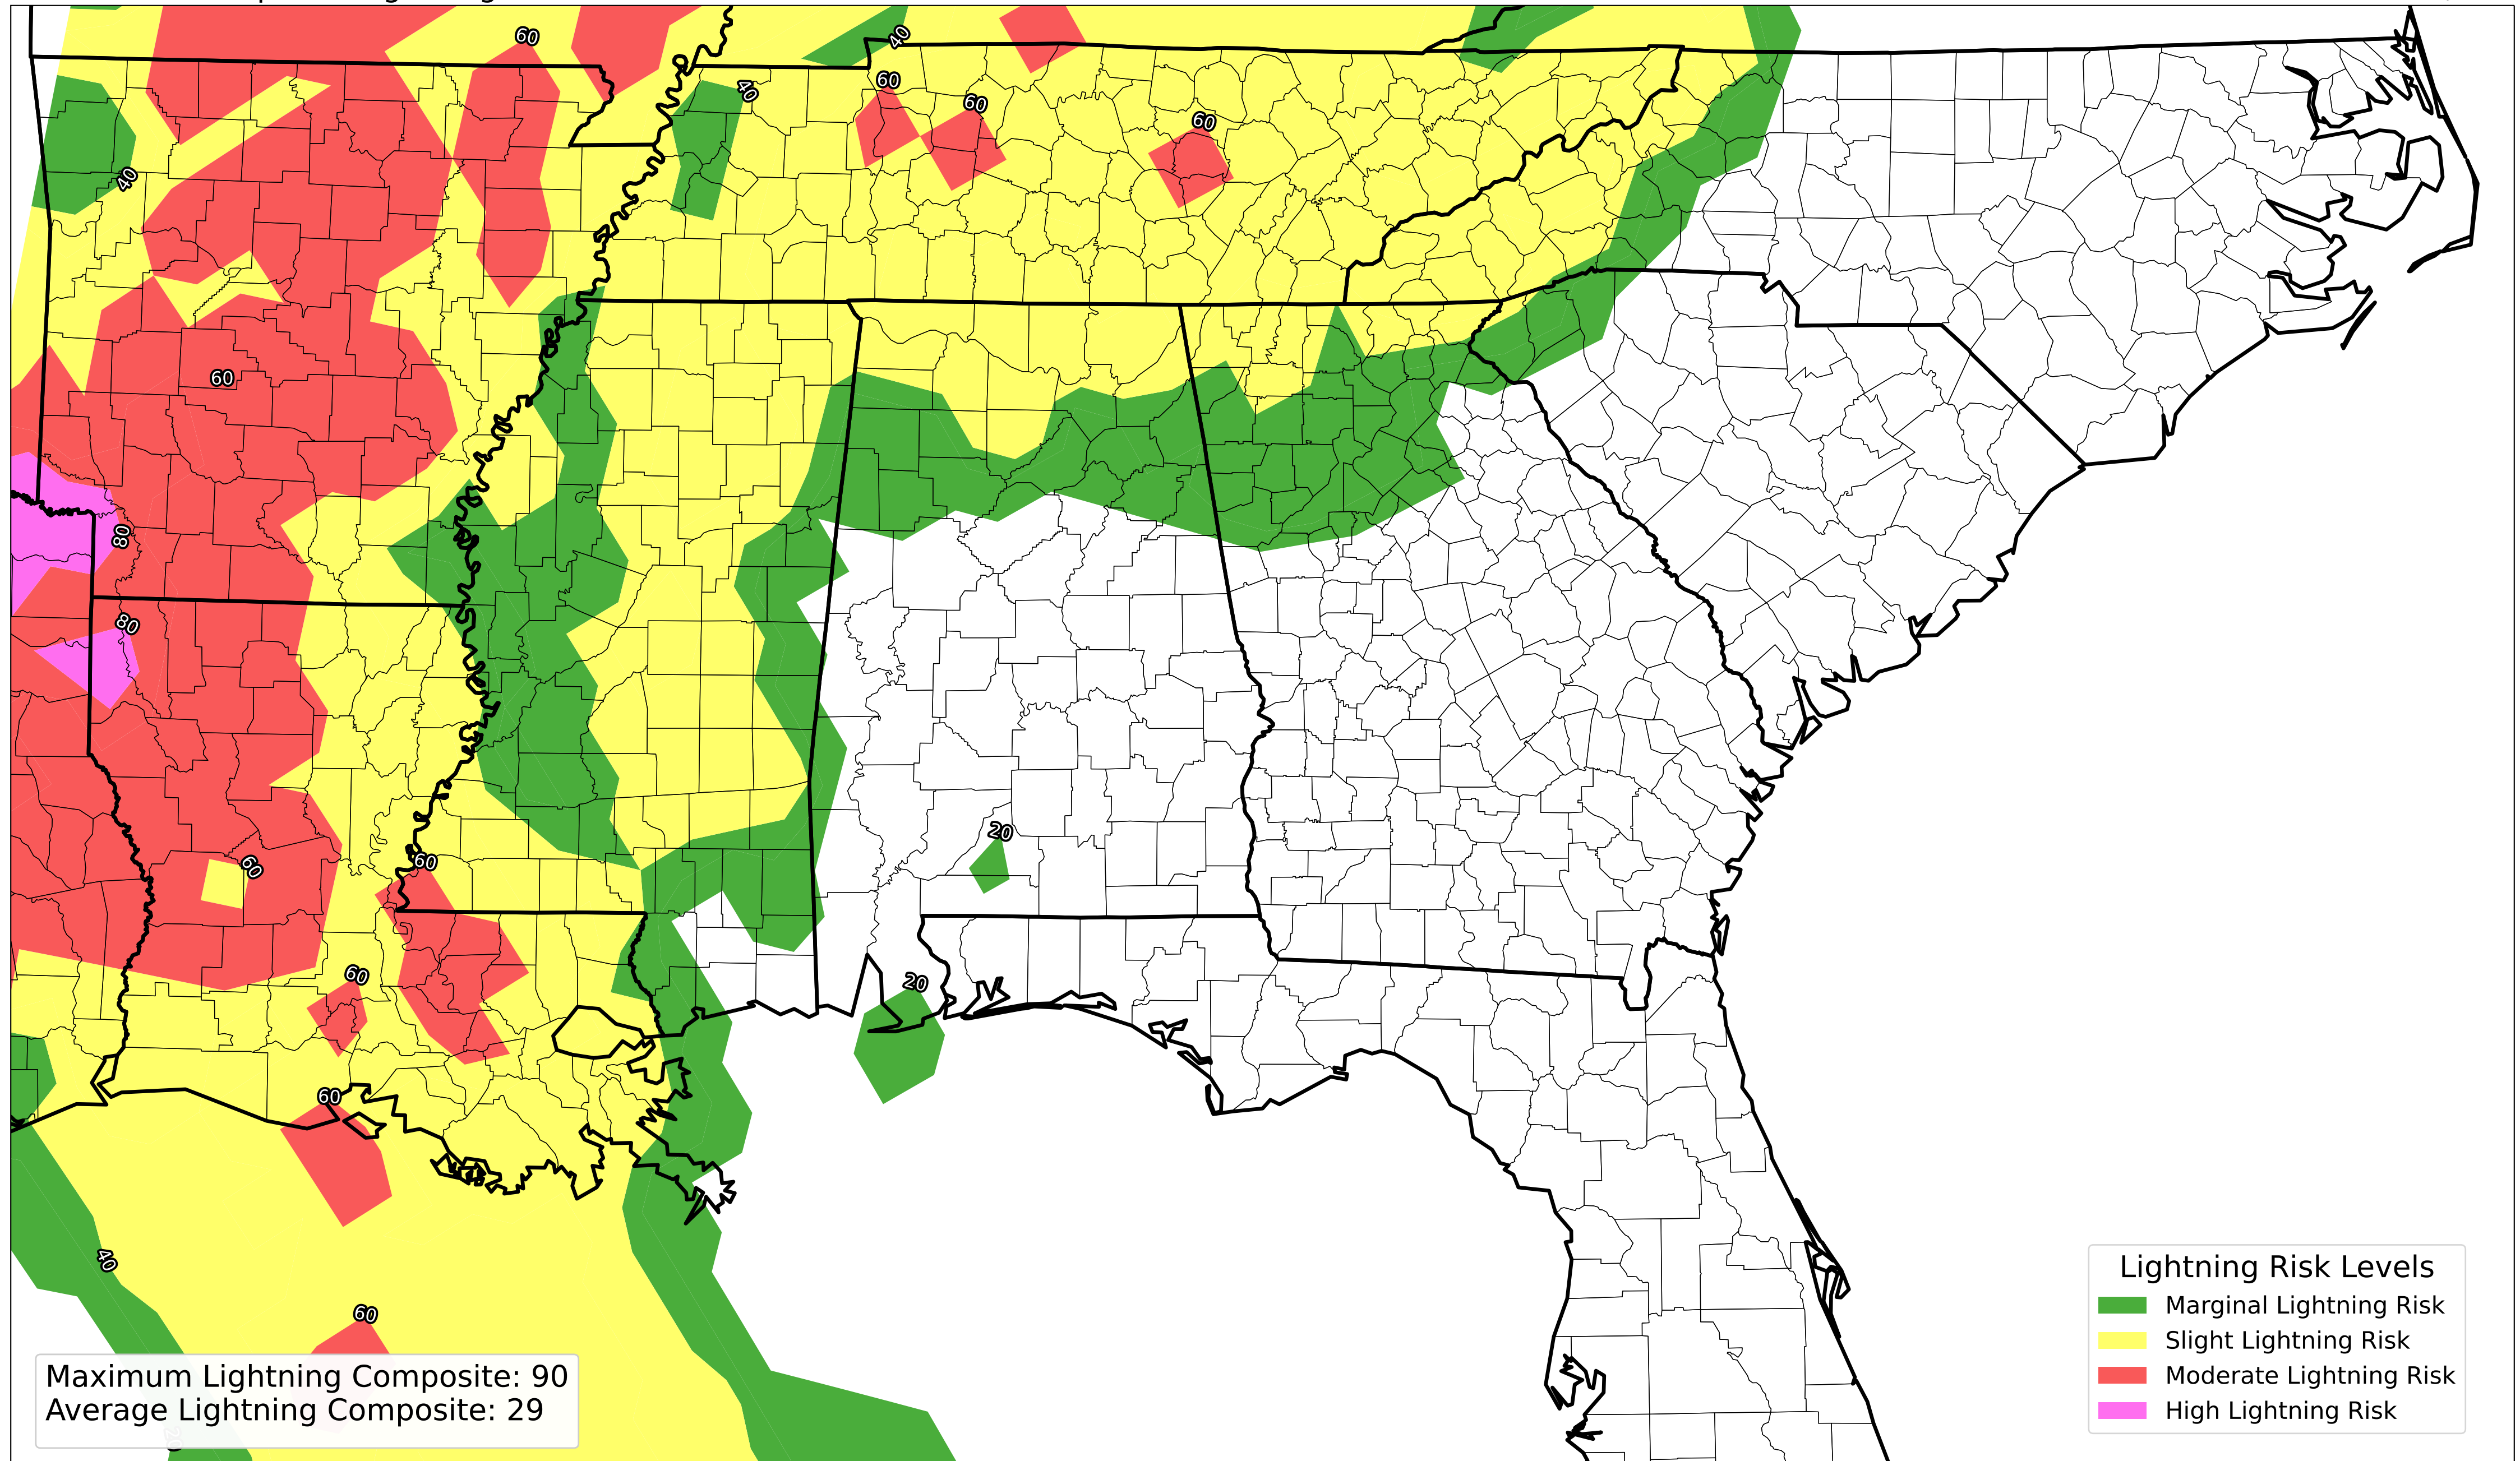 60
40
60
40
60
60
40
60
80
80
20
60
60
60
20
60
40
60
Lightning Risk Levels
Marginal Lightning Risk
Slight Lightning Risk
Moderate Lightning Risk
High Lightning Risk
Maximum Lightning Composite: 90
Average Lightning Composite: 29